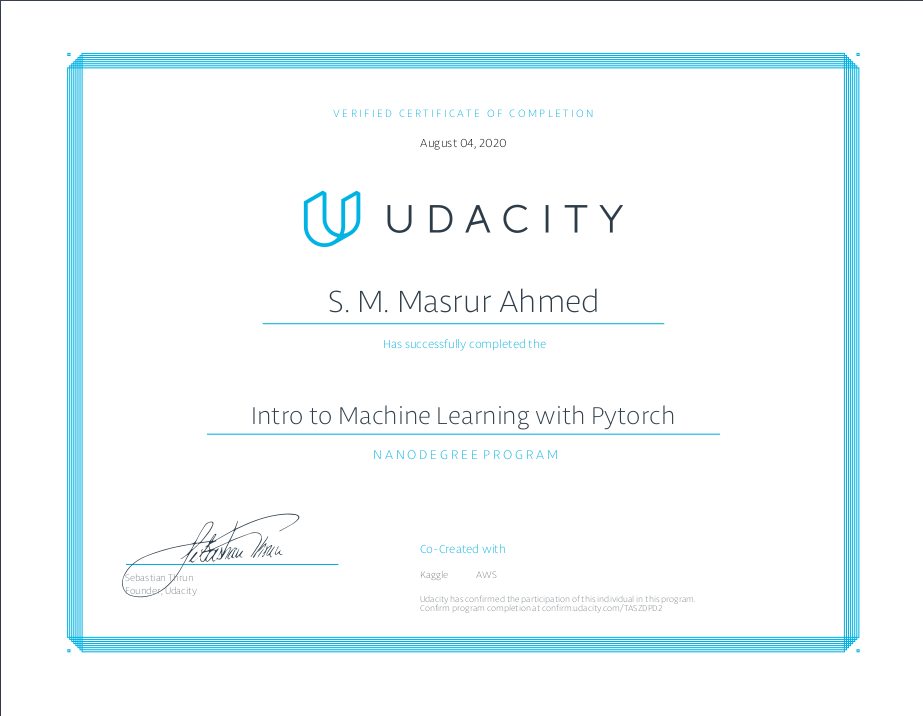 VERIFIED CERTIFICATE OF COMPLETION
August 04, 2020
UDACITY
S. M. Masrur Ahmed
Has successfully completed the
Intro to Machine Learning with Pytorch
NANODEGREE PROGRAM
Sebastian Thrun
Sebastian Thrun
Founder, Udacity
Co-Created with
Kaggle AWS
Udacity has confirmed the participation of this individual in this program.
Confirm program completion at confirm.udacity.com/TASZDPD2